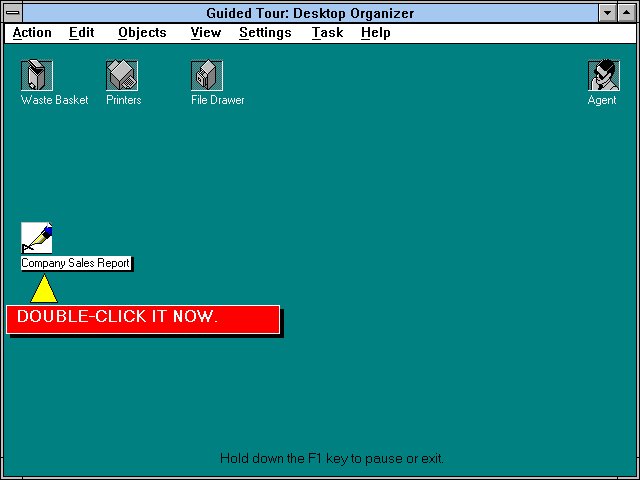 Guided Tour: Desktop Organizer
Action Edit Objects View Settings Task Help
Waste Basket Printers File Drawer Agent
Company Sales Report
DOUBLE-CLICK IT NOW.
Hold down the F1 key to pause or exit.